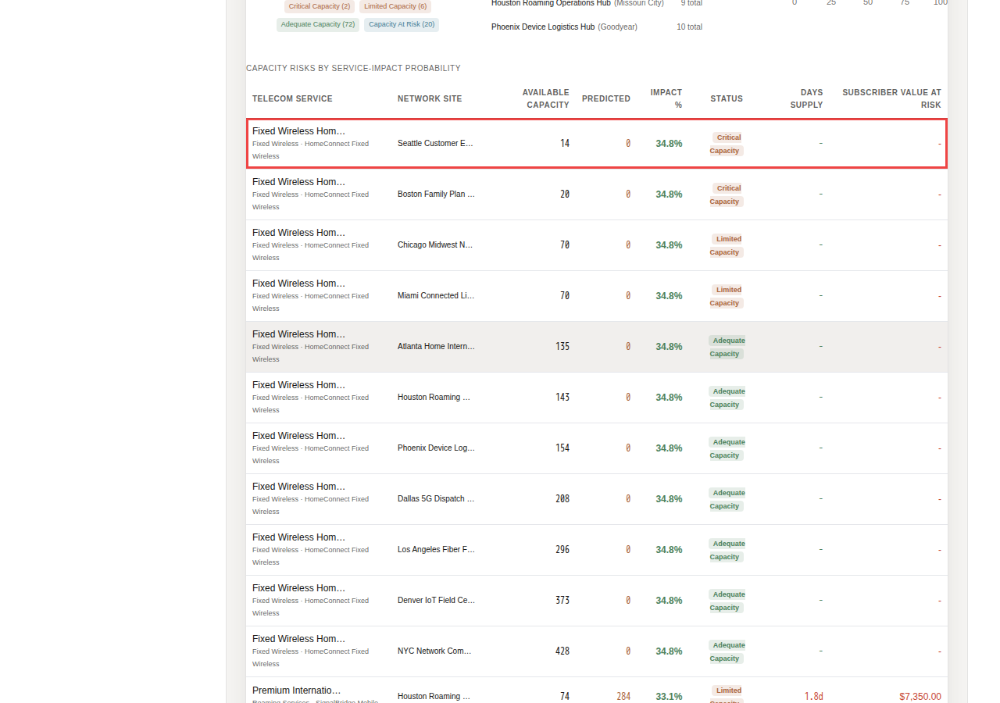 Critical Capacity (2) Limited Capacity (6)
Adequate Capacity (72) Capacity At Risk (20)
Houston Roaming Operations Hub (Missouri City) 9 total
Phoenix Device Logistics Hub (Goodyear) 10 total
0 25 50 75 100
CAPACITY RISKS BY SERVICE-IMPACT PROBABILITY
TELECOM SERVICE NETWORK SITE AVAILABLE CAPACITY PREDICTED IMPACT % STATUS DAYS SUPPLY SUBSCRIBER VALUE AT RISK
Fixed Wireless Hom…
Fixed Wireless · HomeConnect Fixed
Wireless
Seattle Customer E… 14 0 34.8% Critical Capacity - -
Fixed Wireless Hom…
Fixed Wireless · HomeConnect Fixed
Wireless
Boston Family Plan … 20 0 34.8% Critical Capacity - -
Fixed Wireless Hom…
Fixed Wireless · HomeConnect Fixed
Wireless
Chicago Midwest N… 70 0 34.8% Limited Capacity - -
Fixed Wireless Hom…
Fixed Wireless · HomeConnect Fixed
Wireless
Miami Connected Li… 70 0 34.8% Limited Capacity - -
Fixed Wireless Hom…
Fixed Wireless · HomeConnect Fixed
Wireless
Atlanta Home Intern… 135 0 34.8% Adequate Capacity - -
Fixed Wireless Hom…
Fixed Wireless · HomeConnect Fixed
Wireless
Houston Roaming … 143 0 34.8% Adequate Capacity - -
Fixed Wireless Hom…
Fixed Wireless · HomeConnect Fixed
Wireless
Phoenix Device Log… 154 0 34.8% Adequate Capacity - -
Fixed Wireless Hom…
Fixed Wireless · HomeConnect Fixed
Wireless
Dallas 5G Dispatch … 208 0 34.8% Adequate Capacity - -
Fixed Wireless Hom…
Fixed Wireless · HomeConnect Fixed
Wireless
Los Angeles Fiber F… 296 0 34.8% Adequate Capacity - -
Fixed Wireless Hom…
Fixed Wireless · HomeConnect Fixed
Wireless
Denver IoT Field Ce… 373 0 34.8% Adequate Capacity - -
Fixed Wireless Hom…
Fixed Wireless · HomeConnect Fixed
Wireless
NYC Network Com… 428 0 34.8% Adequate Capacity - -
Premium Internatio…
Roaming Services · SignalBridge Mobile
Houston Roaming … 74 284 33.1% Limited Capacity 1.8d $7,350.00